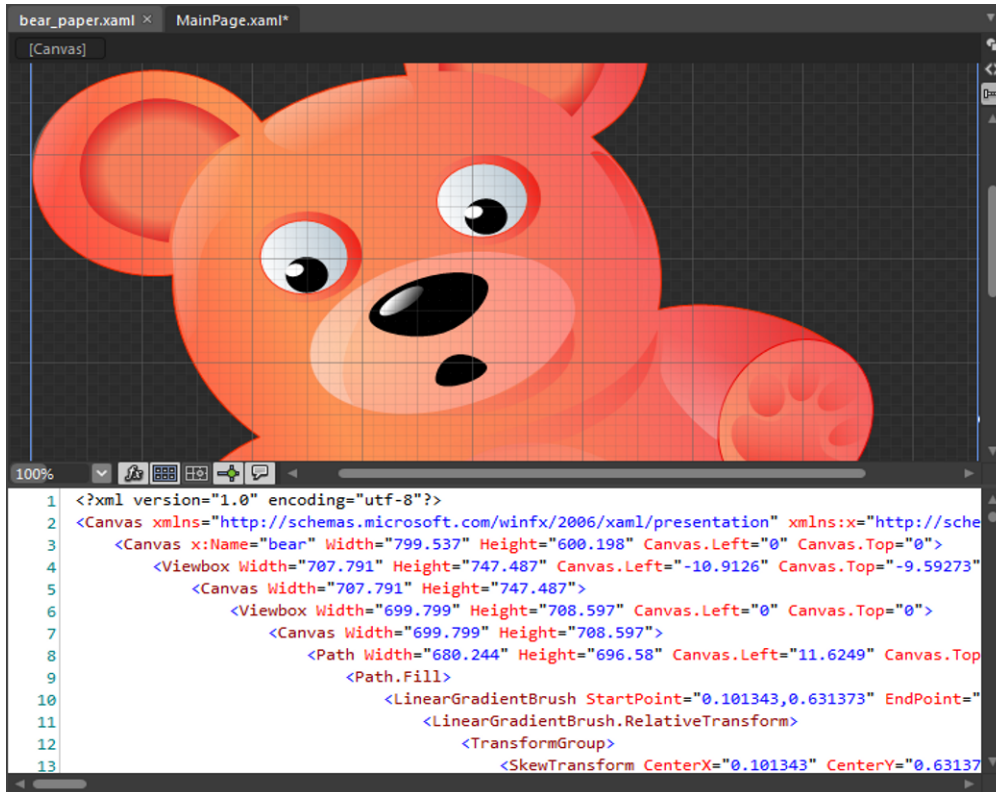 bear_paper.xaml × MainPage.xaml*
[Canvas]
100%
1 <?xml version="1.0" encoding="utf-8"?>
2 <Canvas xmlns="http://schemas.microsoft.com/winfx/2006/xaml/presentation" xmlns:x="http://sche
3 <Canvas x:Name="bear" Width="799.537" Height="600.198" Canvas.Left="0" Canvas.Top="0">
4 <Viewbox Width="707.791" Height="747.487" Canvas.Left="-10.9126" Canvas.Top="-9.59273"
5 <Canvas Width="707.791" Height="747.487">
6 <Viewbox Width="699.799" Height="708.597" Canvas.Left="0" Canvas.Top="0">
7 <Canvas Width="699.799" Height="708.597">
8 <Path Width="680.244" Height="696.58" Canvas.Left="11.6249" Canvas.Top
9 <Path.Fill>
10 <LinearGradientBrush StartPoint="0.101343,0.631373" EndPoint="
11 <LinearGradientBrush.RelativeTransform>
12 <TransformGroup>
13 <SkewTransform CenterX="0.101343" CenterY="0.63137